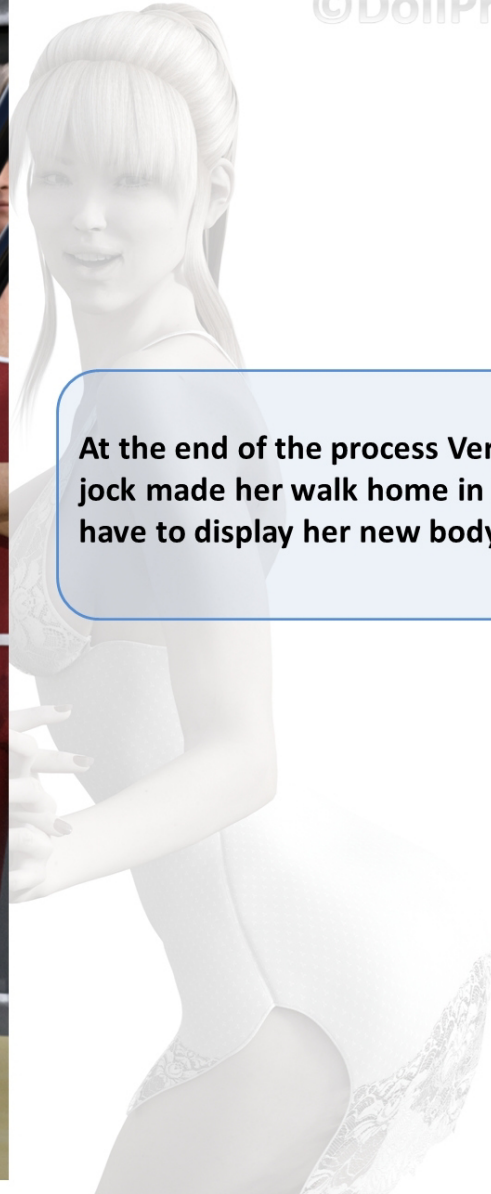 ©DollPr
At the end of the process Ver
jock made her walk home in
have to display her new body